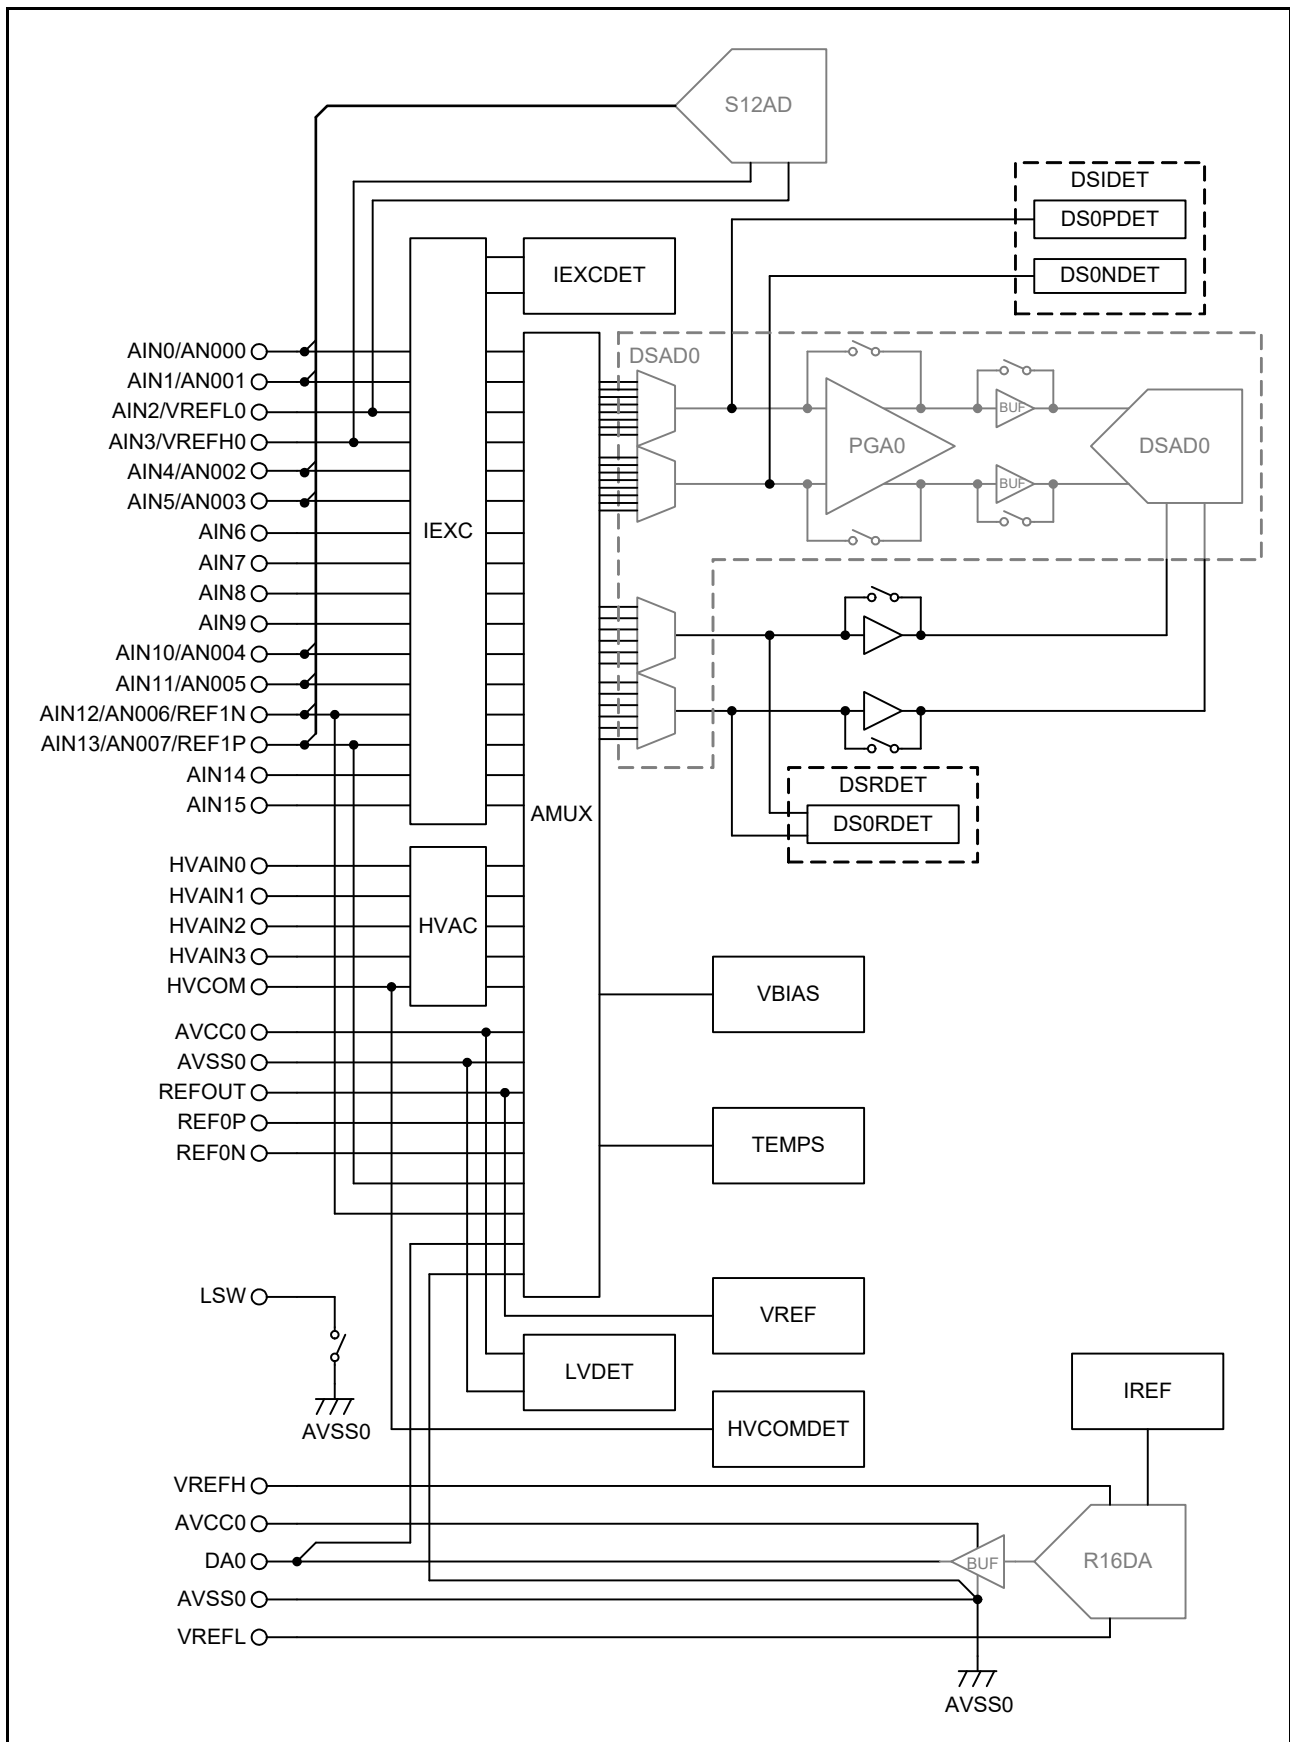 S12AD
DSIDET
DS0PDET
DS0NDET
IEXCDET
DSAD0
AIN0/AN000
AIN1/AN001
AIN2/VREFL0
AIN3/VREFH0
AIN4/AN002
AIN5/AN003
AIN6
AIN7
AIN8
AIN9
AIN10/AN004
AIN11/AN005
AIN12/AN006/REF1N
AIN13/AN007/REF1P
AIN14
AIN15
IEXC
PGA0
BUF
BUF
DSAD0
AMUX
DSRDET
DS0RDET
HVAIN0
HVAIN1
HVAIN2
HVAIN3
HVCOM
HVAC
AVCC0
AVSS0
REFOUT
REF0P
REF0N
VBIAS
TEMPS
LSW
AVSS0
VREF
LVDET
HVCOMDET
IREF
VREFH
AVCC0
DA0
AVSS0
VREFL
BUF
R16DA
AVSS0